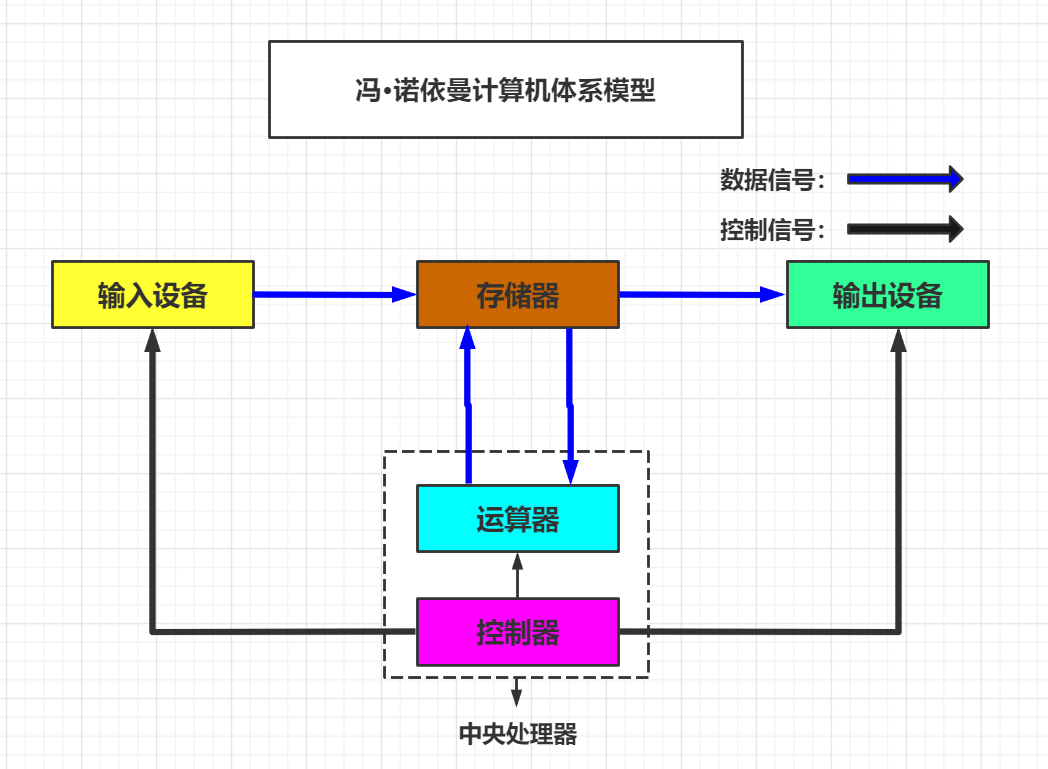 冯•诺依曼计算机体系模型
数据信号：
控制信号：
输入设备
存储器
输出设备
运算器
控制器
中央处理器